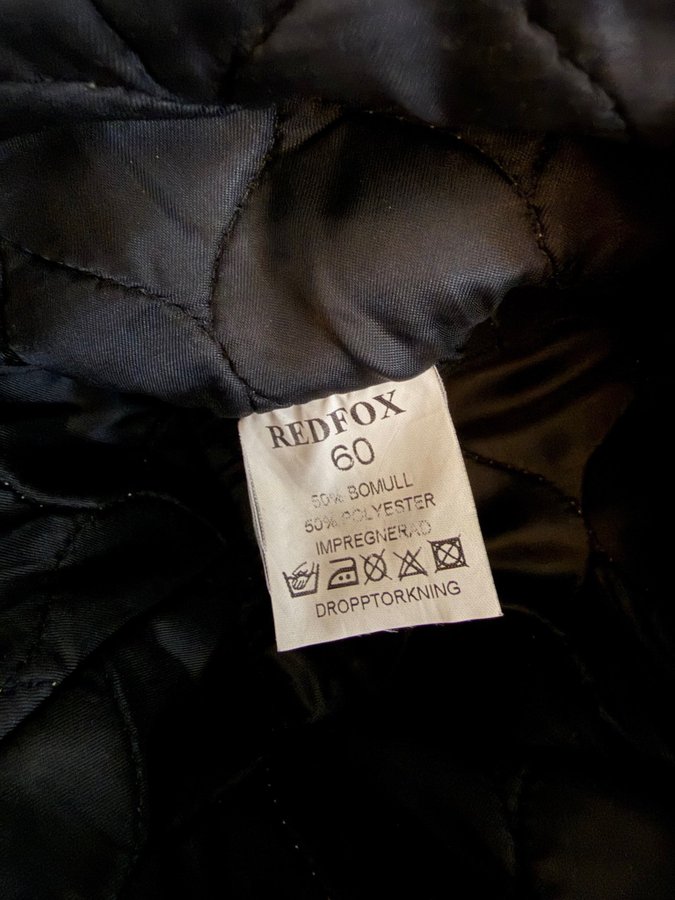 REDFOX
60
50% BOMULL
50% POLYESTER
IMPREGNERAD
DROPPTORKNING